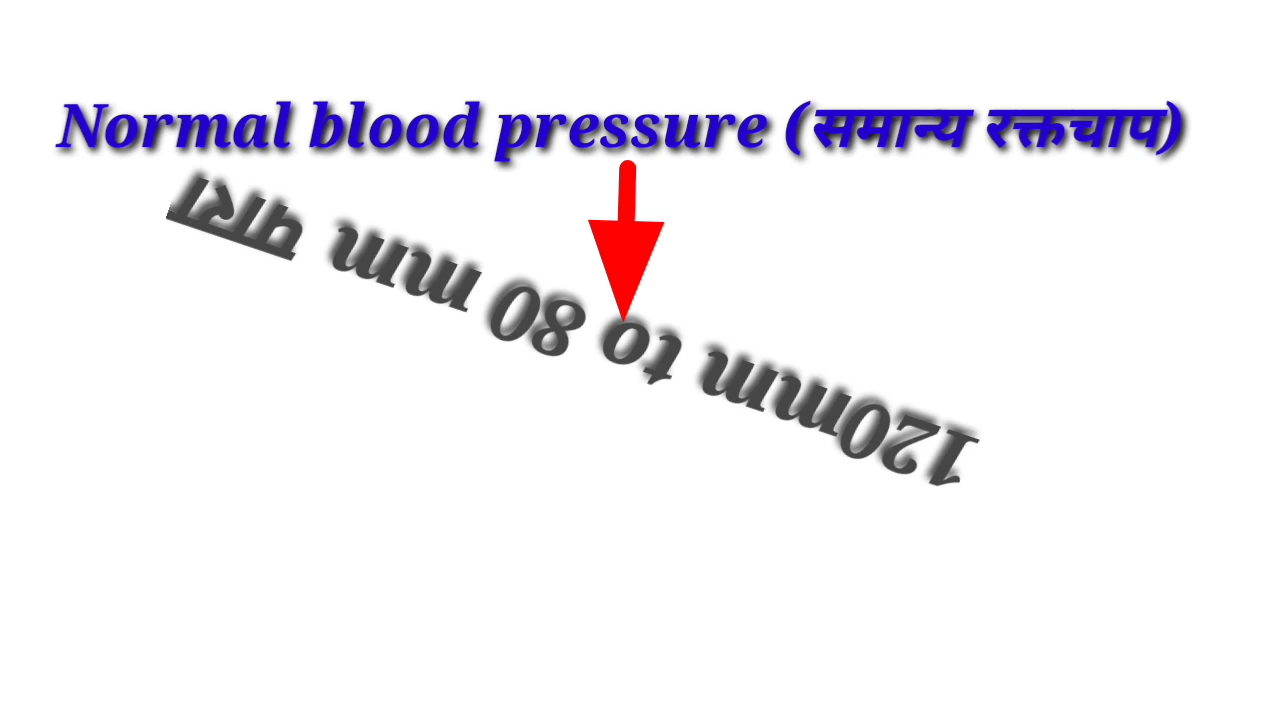 Normal blood pressure (समान्य रक्तचाप)
120mm to 80 mm पारा